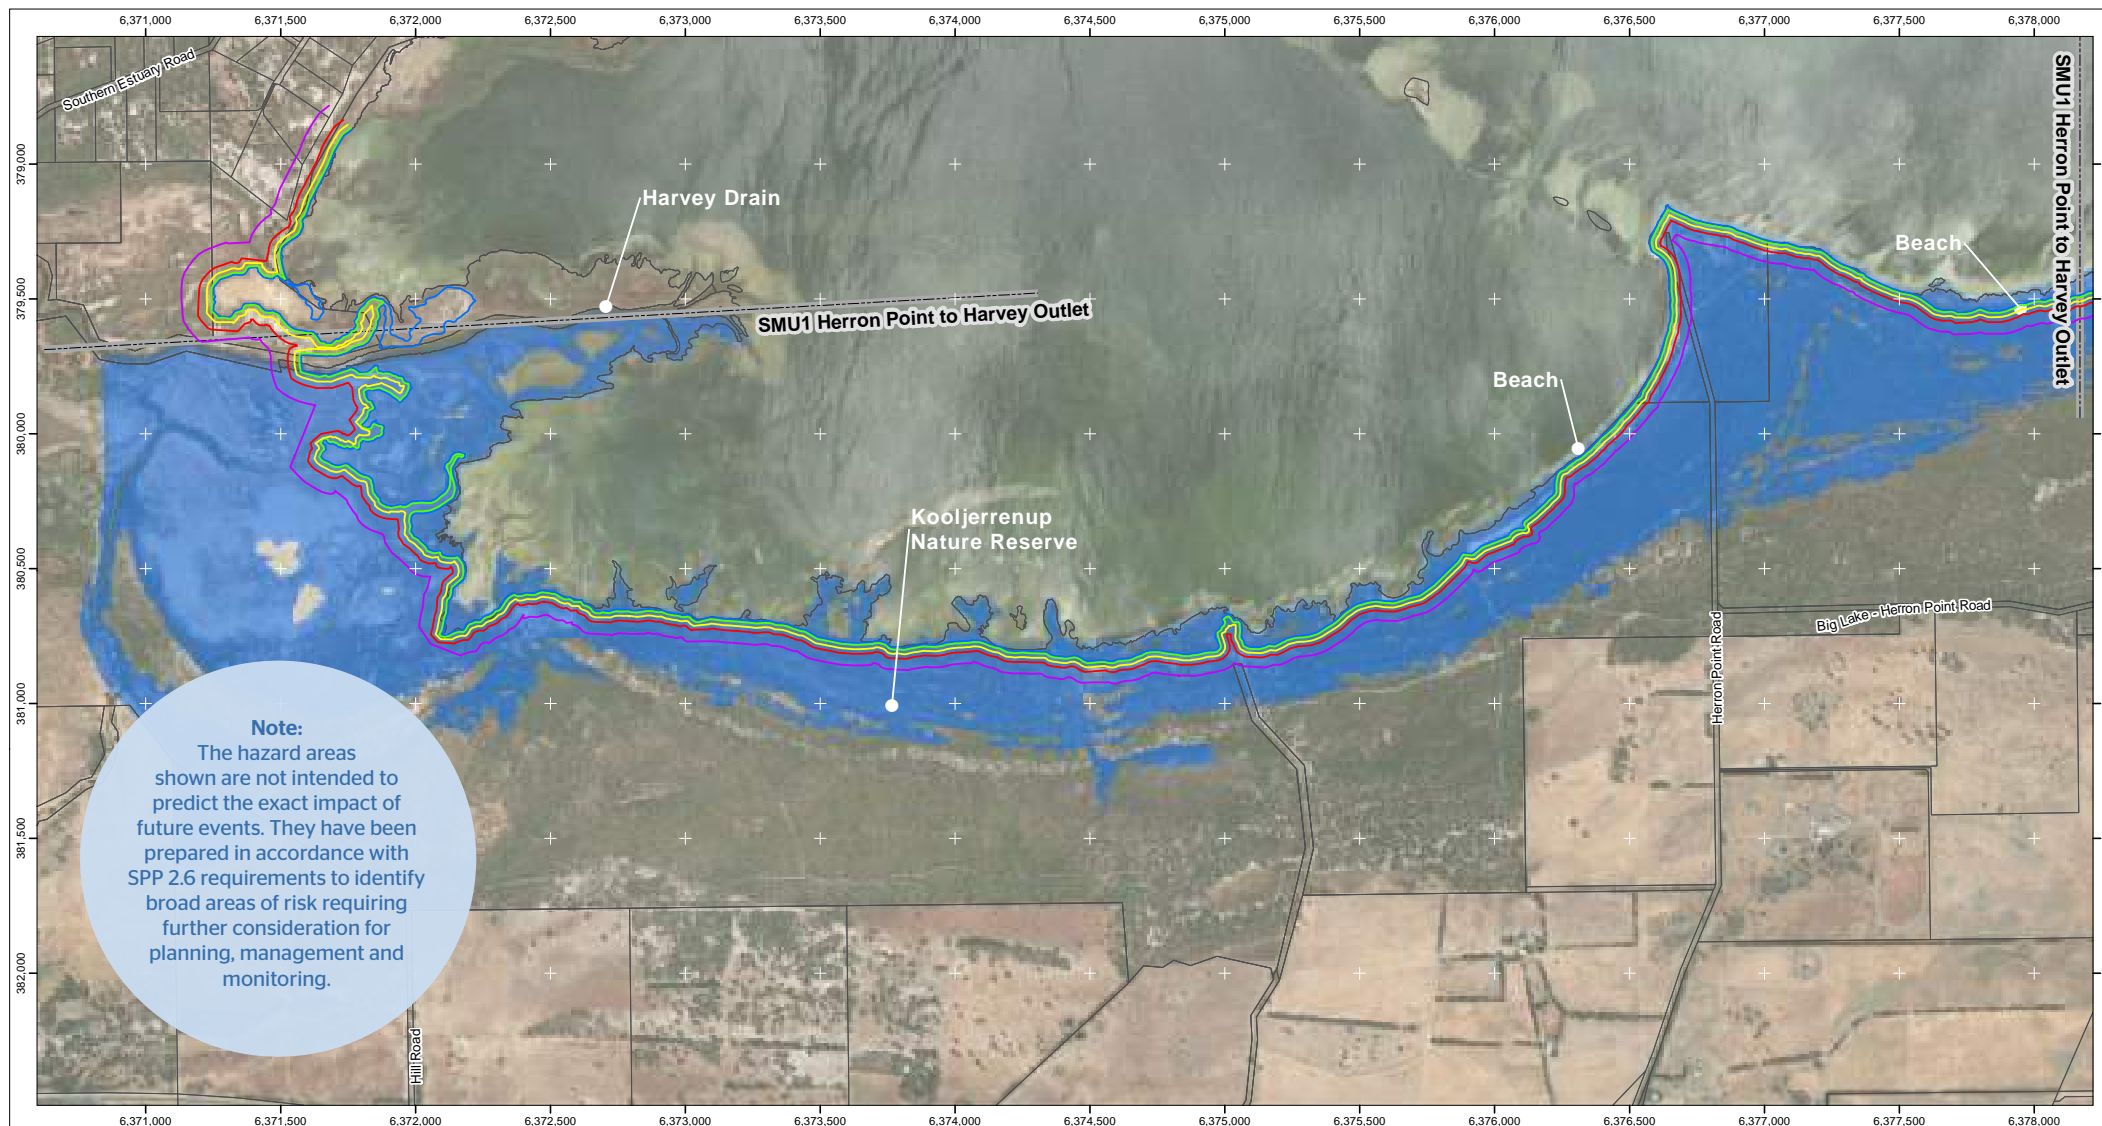 6,371,000
6,371,500
6,372,000
6,372,500
6,373,000
6,373,500
6,374,000
6,374,500
6,375,000
6,375,500
6,376,000
6,376,500
6,377,000
6,377,500
6,378,000
Southern Estuary Road
SMU1 Herron Point to Harvey Outlet
379,000
Harvey Drain
Beach
379,500
SMU1 Herron Point to Harvey Outlet
Beach
380,000
Kooljerrenup
Nature Reserve
380,500
Big Lake - Herron Point Road
Herron Point Road
381,000
Note:
The hazard areas
shown are not intended to
predict the exact impact of
future events. They have been
prepared in accordance with
SPP 2.6 requirements to identify
broad areas of risk requiring
further consideration for
planning, management and
monitoring.
381,500
382,000
Hill Road
6,371,000
6,371,500
6,372,000
6,372,500
6,373,000
6,373,500
6,374,000
6,374,500
6,375,000
6,375,500
6,376,000
6,376,500
6,377,000
6,377,500
6,378,000